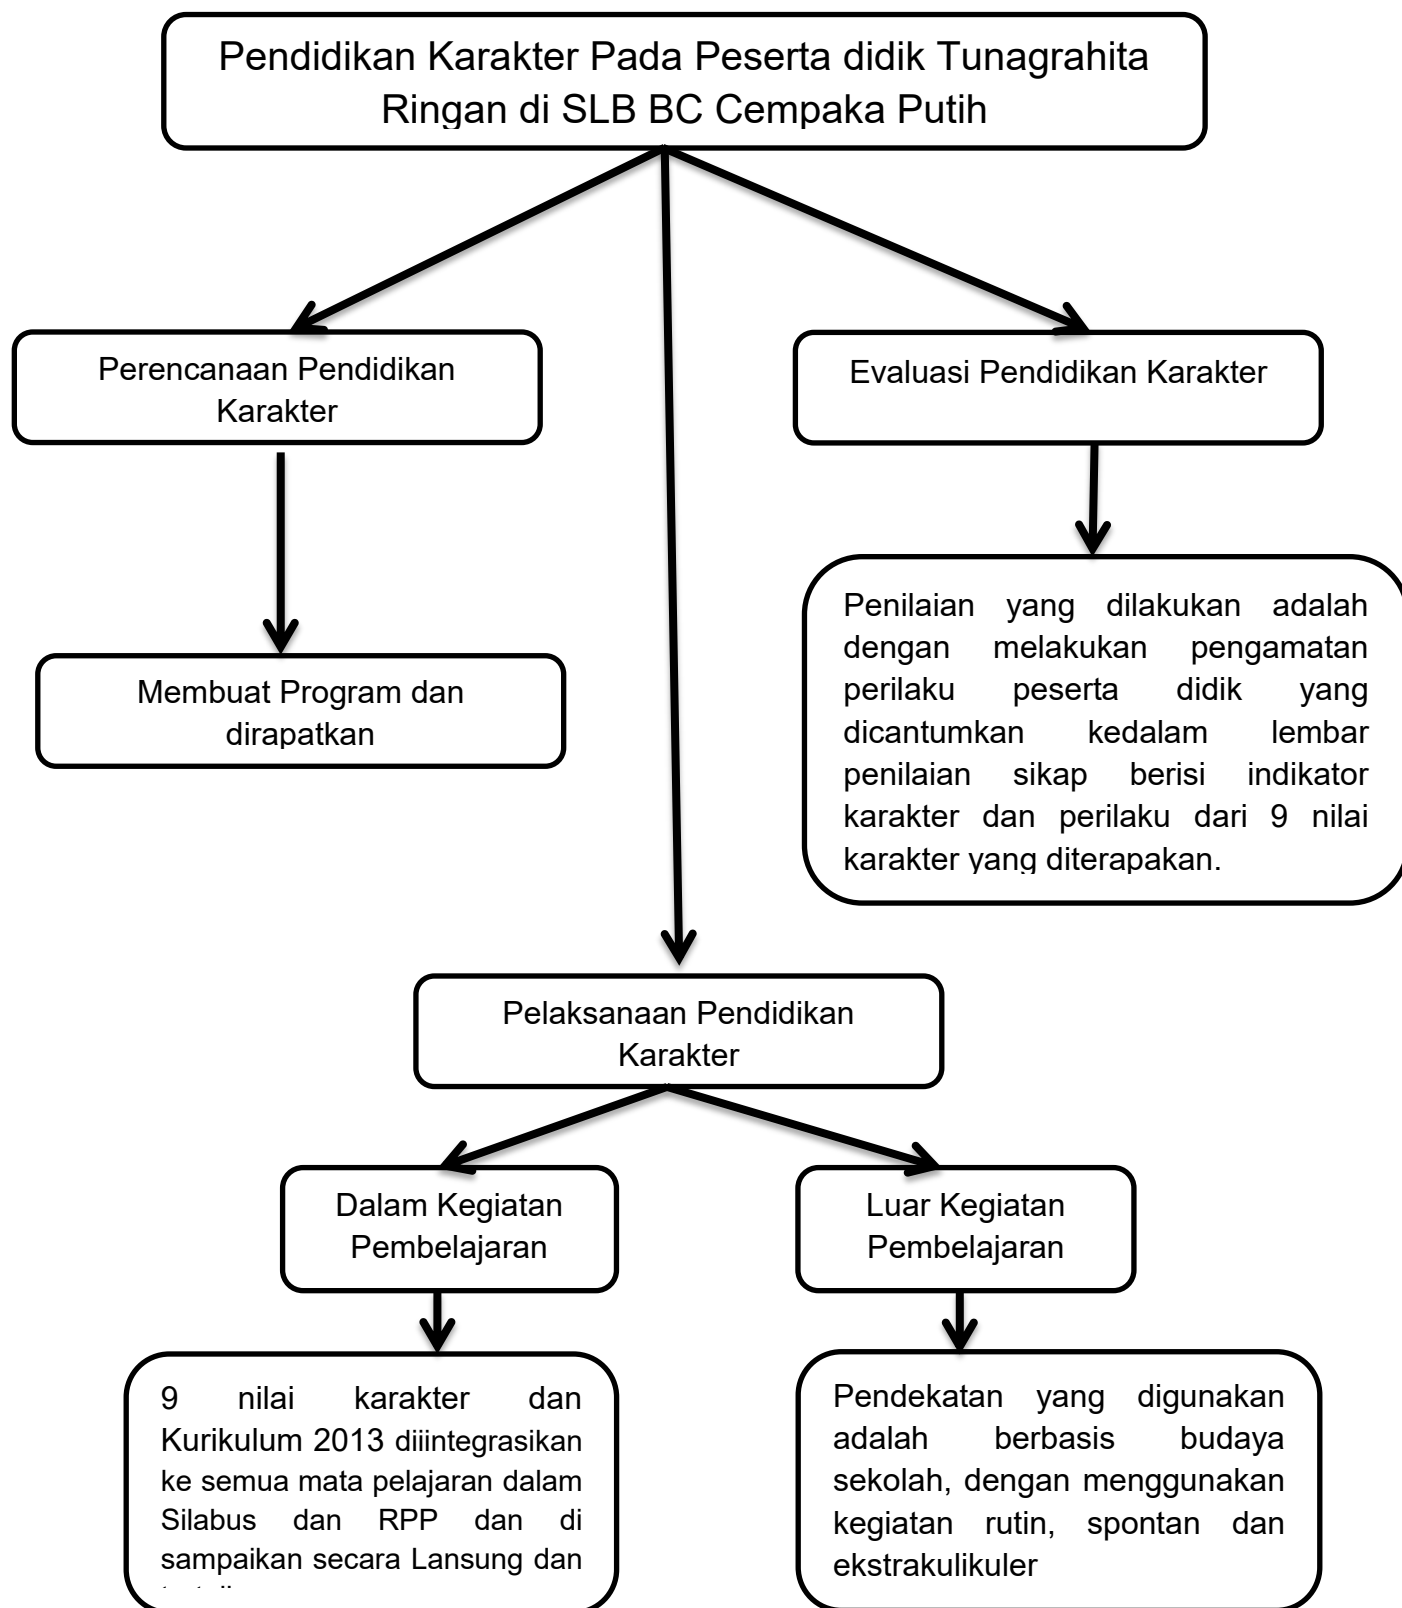 Pendidikan Karakter Pada Peserta didik Tunagrahita
Ringan di SLB BC Cempaka Putih
Perencanaan Pendidikan
Karakter
Evaluasi Pendidikan Karakter
Membuat Program dan
dirapatkan
Penilaian yang dilakukan adalah
dengan melakukan pengamatan
perilaku peserta didik yang
dicantumkan kedalam lembar
penilaian sikap berisi indikator
karakter dan perilaku dari 9 nilai
karakter yang diterapakan.
Pelaksanaan Pendidikan
Karakter
Dalam Kegiatan
Pembelajaran
Luar Kegiatan
Pembelajaran
9 nilai karakter dan
Kurikulum 2013 diiintegrasikan
ke semua mata pelajaran dalam
Silabus dan RPP dan di
sampaikan secara Lansung dan
Pendekatan yang digunakan
adalah berbasis budaya
sekolah, dengan menggunakan
kegiatan rutin, spontan dan
ekstrakulikuler